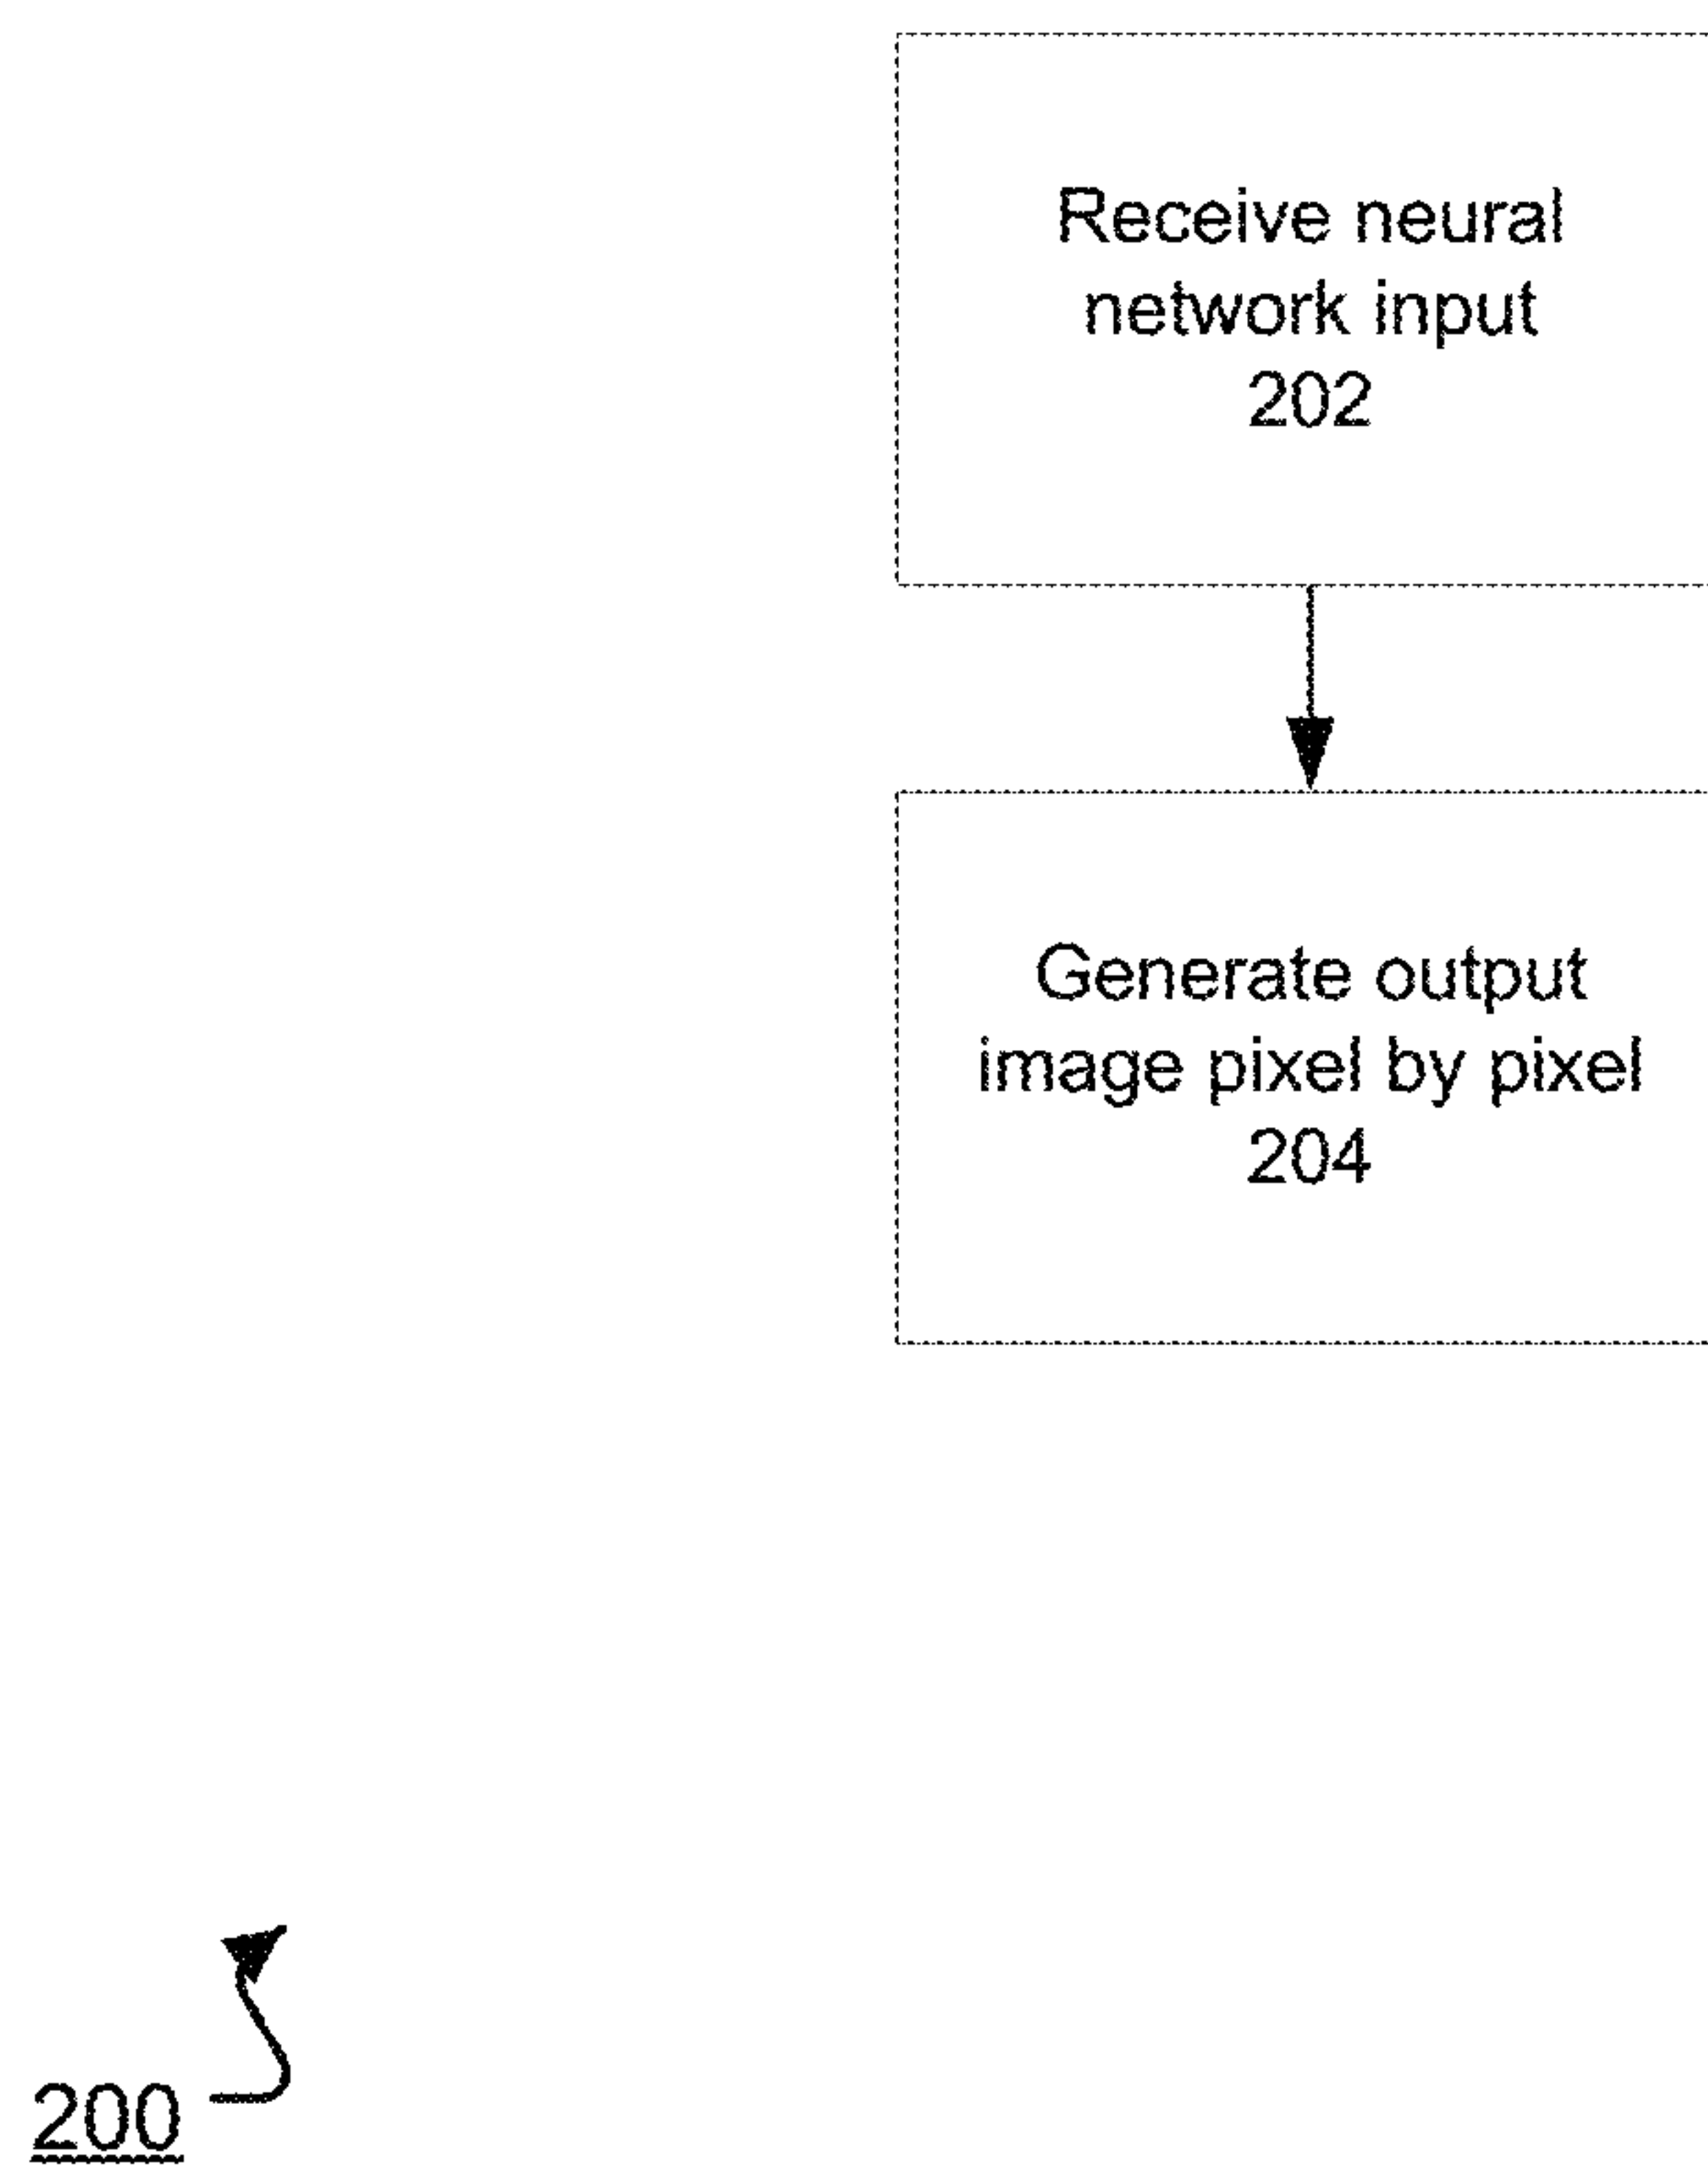 Receive neural
network input
202
Generate output
image pixel by pixel
204
200